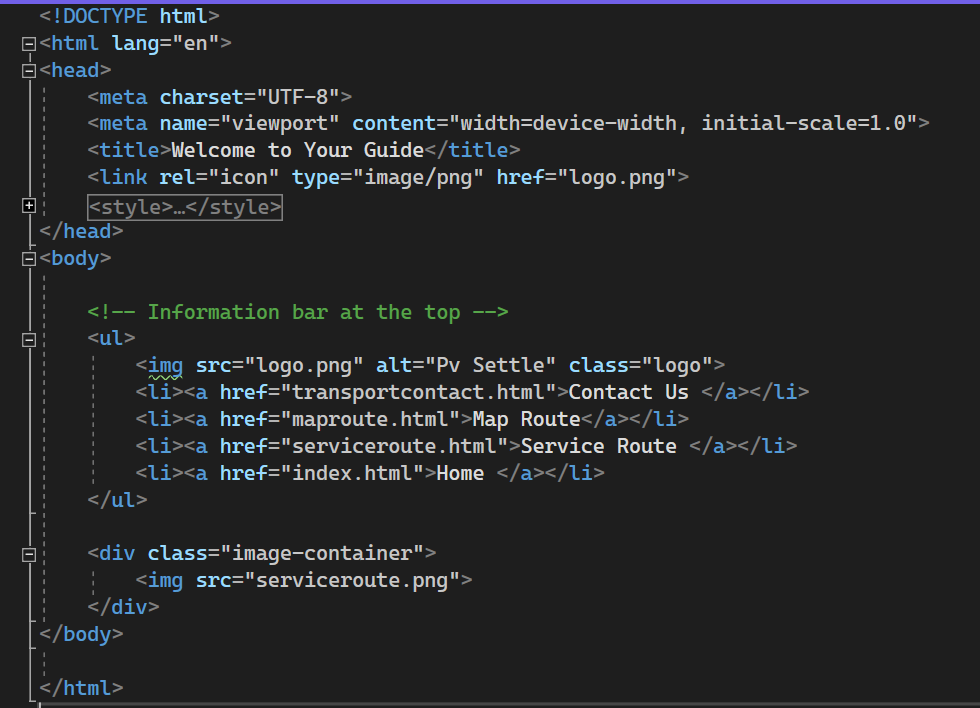 <!DOCTYPE html>
<html lang="en">
<head>
    <meta charset="UTF-8">
    <meta name="viewport" content="width=device-width, initial-scale=1.0">
    <title>Welcome to Your Guide</title>
    <link rel="icon" type="image/png" href="logo.png">
    <style>…</style>
</head>
<body>
    <!-- Information bar at the top -->
    <ul>
        <img src="logo.png" alt="Pv Settle" class="logo">
        <li><a href="transportcontact.html">Contact Us </a></li>
        <li><a href="maproute.html">Map Route</a></li>
        <li><a href="serviceroute.html">Service Route </a></li>
        <li><a href="index.html">Home </a></li>
    </ul>
    <div class="image-container">
        <img src="serviceroute.png">
    </div>
</body>
</html>